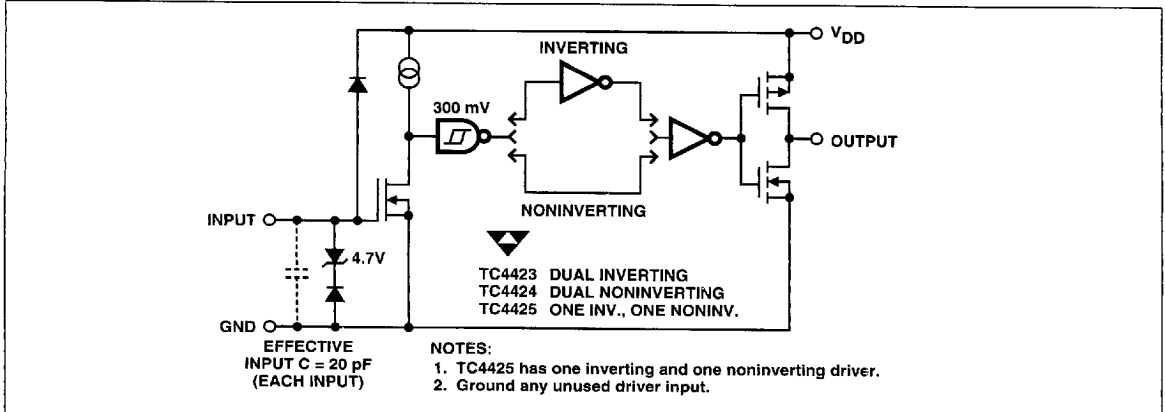 VDD
INVERTING
300 mV
OUTPUT
NONINVERTING
INPUT
4.7V
TC4423 DUAL INVERTING
TC4424 DUAL NONINVERTING
TC4425 ONE INV., ONE NONINV.
GND
EFFECTIVE
INPUT C = 20 pF
(EACH INPUT)
NOTES:
1. TC4425 has one inverting and one noninverting driver.
2. Ground any unused driver input.